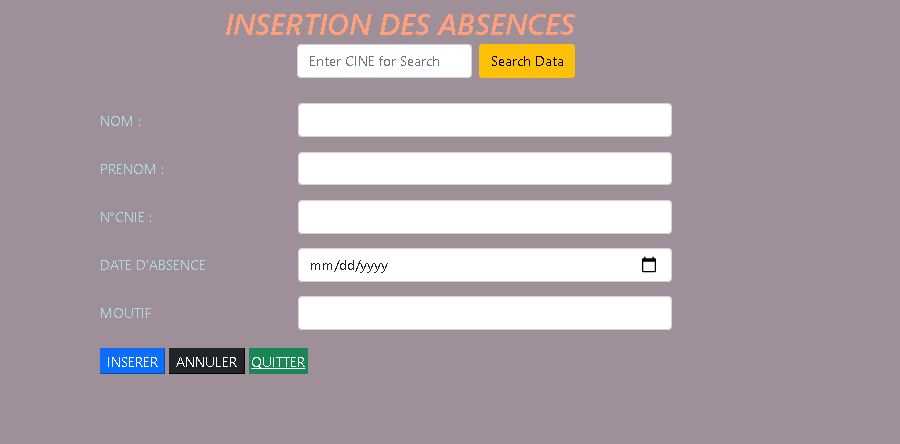 INSERTION DES ABSENCES
Enter CINE for Search Search Data
NOM :
PRENOM :
N°CNIE :
DATE D'ABSENCE mm/dd/yyyy
MOUTIF
INSERER ANNULER QUITTER